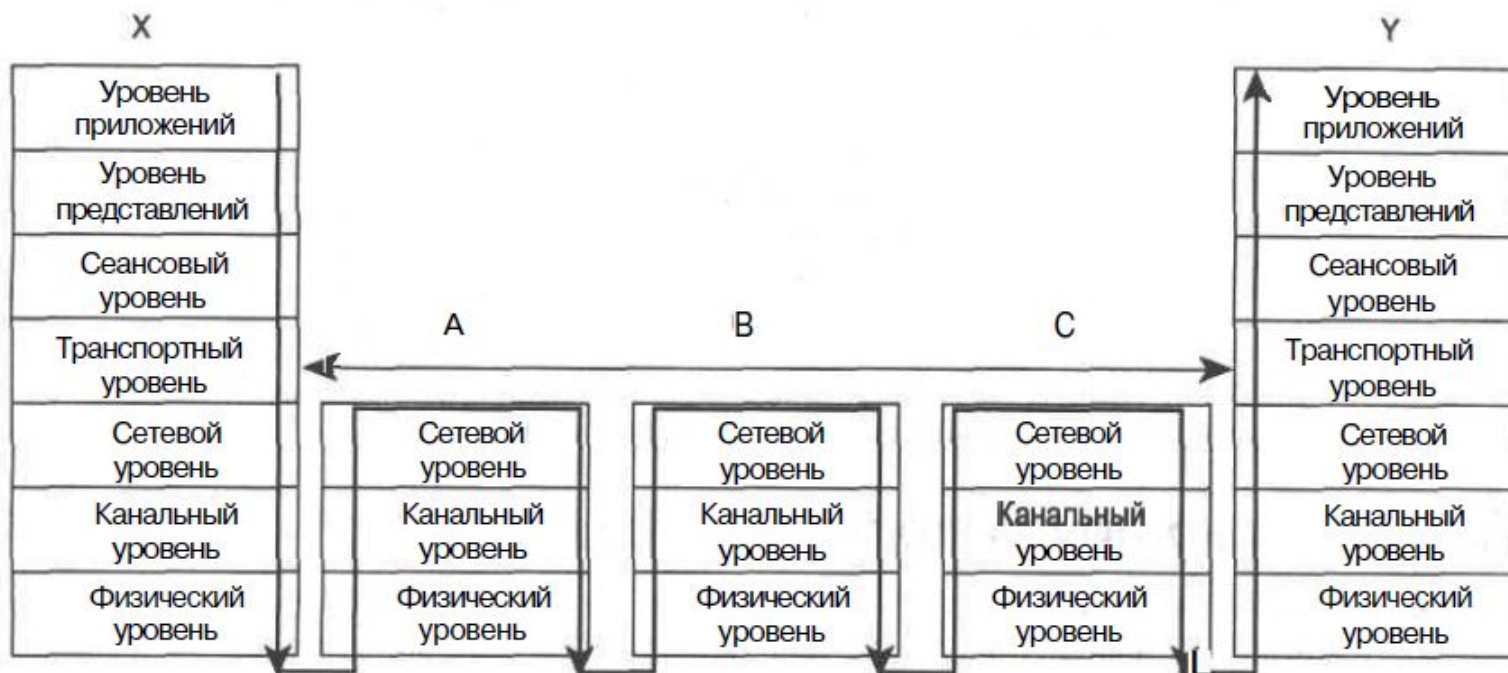 X
Уровень
приложений
Уровень
представлений
Сеансовый
уровень
Транспортный
уровень
Сетевой
уровень
Канальный
уровень
Физический
уровень
A
Сетевой
уровень
Канальный
уровень
Физический
уровень
B
Сетевой
уровень
Канальный
уровень
Физический
уровень
C
Сетевой
уровень
Канальный
уровень
Физический
уровень
Y
Уровень
приложений
Уровень
представлений
Сеансовый
уровень
Транспортный
уровень
Сетевой
уровень
Канальный
уровень
Физический
уровень